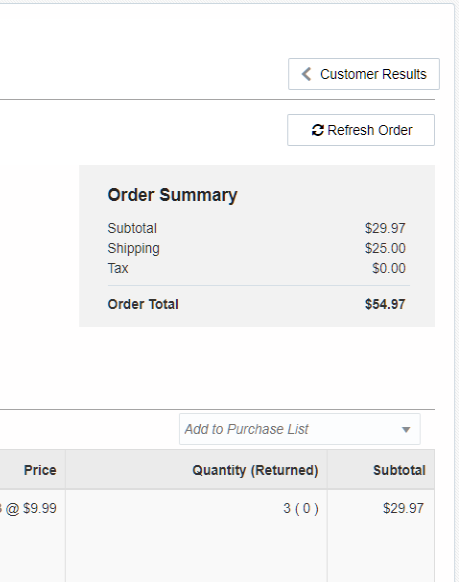 Customer Results
Refresh Order
Order Summary
Subtotal $29.97
Shipping $25.00
Tax $0.00
Order Total $54.97
Add to Purchase List
Price Quantity (Returned) Subtotal
@ $9.99 3 ( 0 ) $29.97